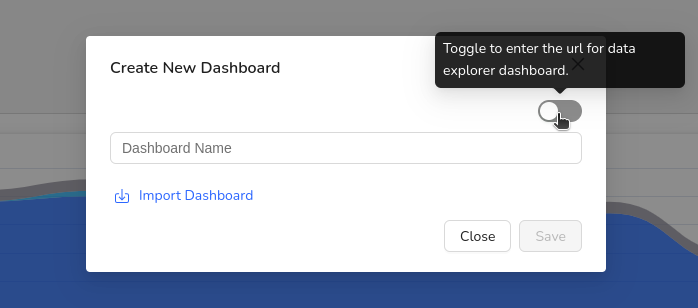 Toggle to enter the url for data
explorer dashboard.
Create New Dashboard
Dashboard Name
Import Dashboard
Close
Save